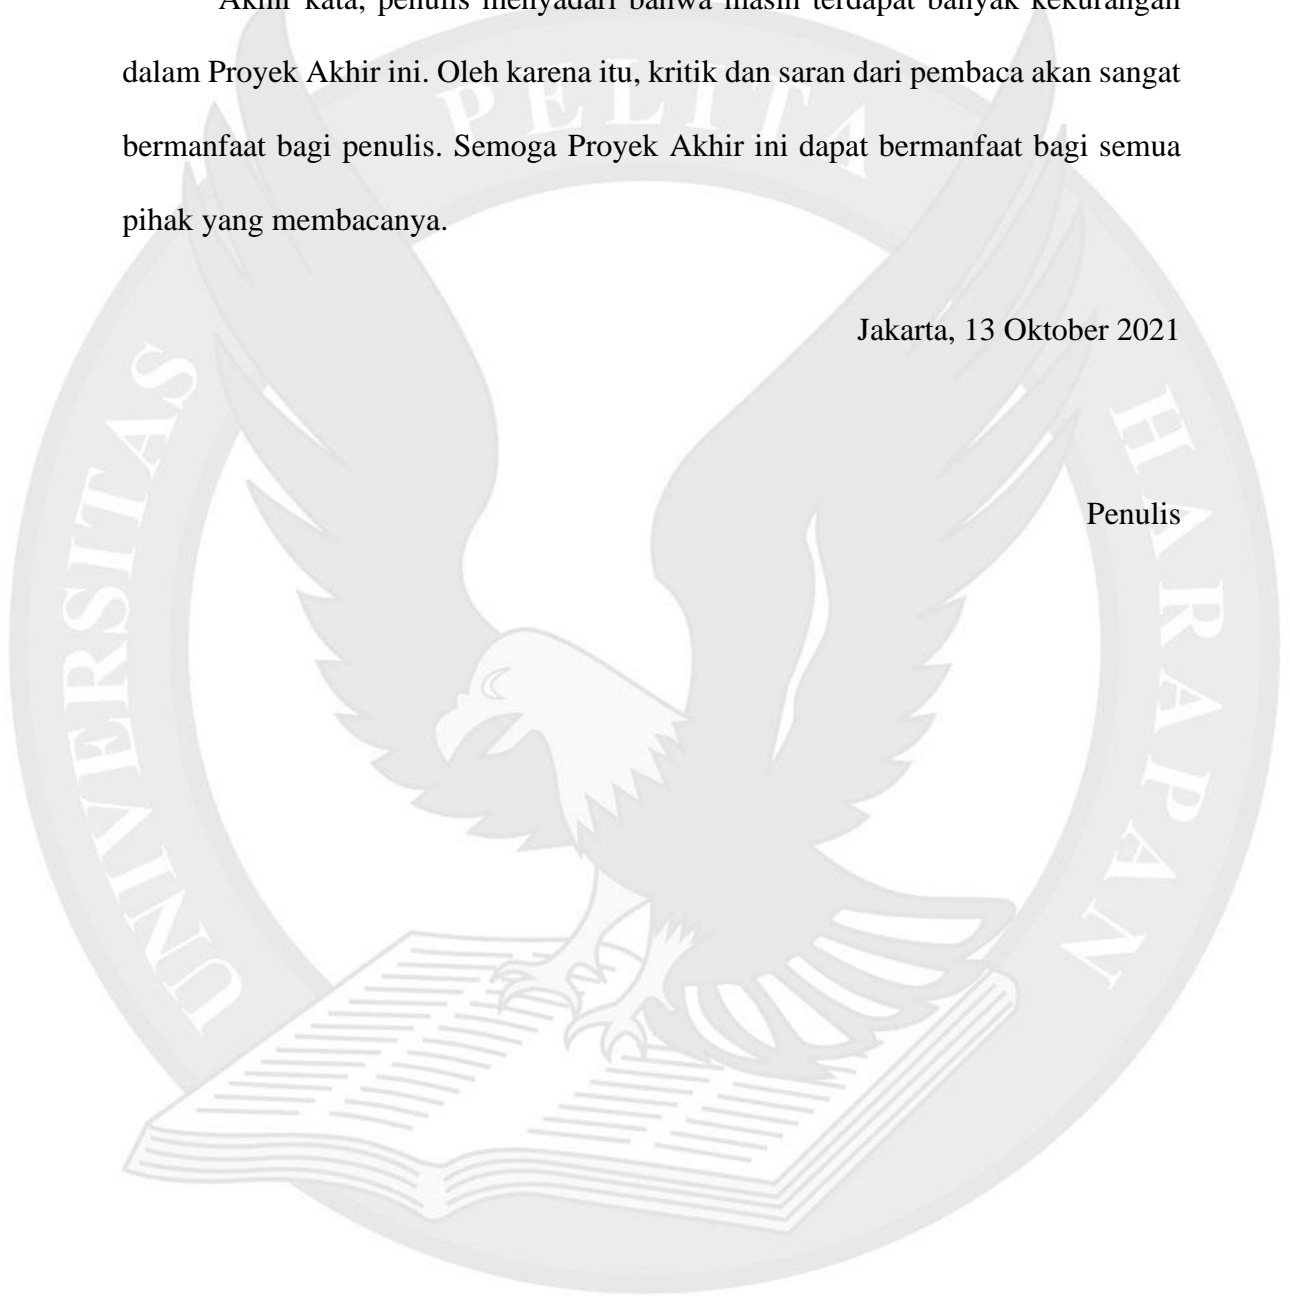 Akhir kata, penulis menyadari bahwa masih terdapat banyak kekurangan
dalam Proyek Akhir ini. Oleh karena itu, kritik dan saran dari pembaca akan sangat
bermanfaat bagi penulis. Semoga Proyek Akhir ini dapat bermanfaat bagi semua
pihak yang membacanya.
Jakarta, 13 Oktober 2021
Penulis
UNIVERSITAS PELITA HARAPAN